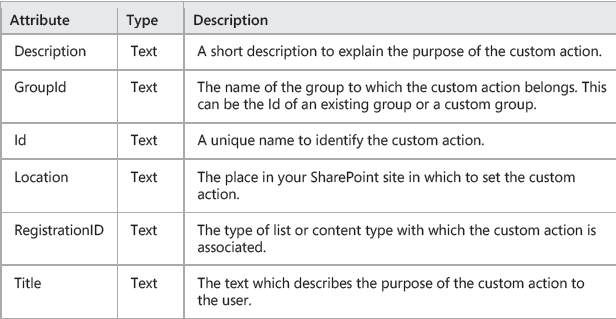 Attribute Type Description
Description Text A short description to explain the purpose of the custom action.
GroupId Text The name of the group to which the custom action belongs. This
can be the Id of an existing group or a custom group.
Id Text A unique name to identify the custom action.
Location Text The place in your SharePoint site in which to set the custom
action.
RegistrationID Text The type of list or content type with which the custom action is
associated.
Title Text The text which describes the purpose of the custom action to
the user.